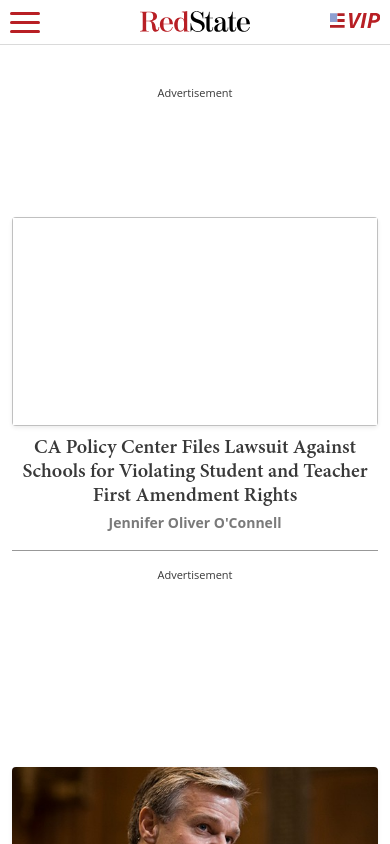 RedState
VIP
Advertisement
CA Policy Center Files Lawsuit Against
Schools for Violating Student and Teacher
First Amendment Rights
Jennifer Oliver O'Connell
Advertisement